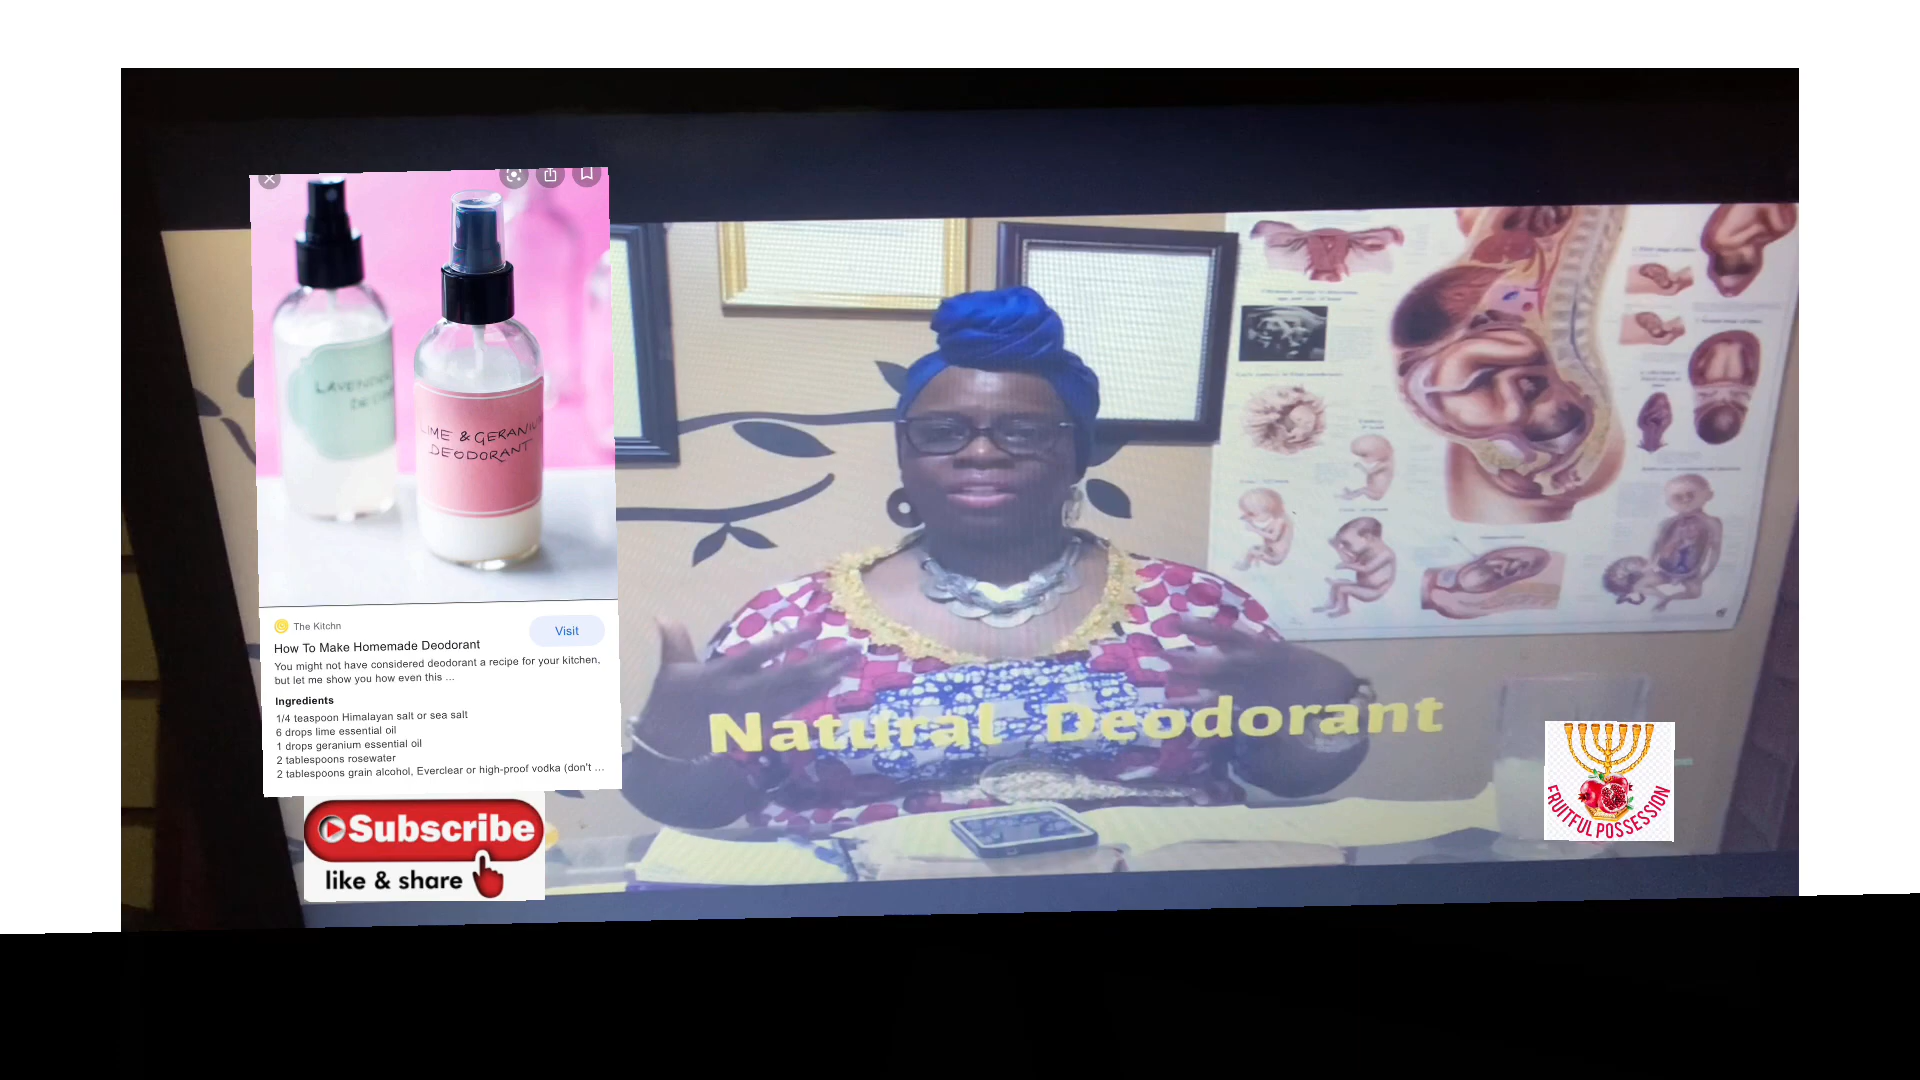 LAVENDER
LIME & GERANIUM
DEODORANT
The Kitchn
Visit
How To Make Homemade Deodorant
You might not have considered deodorant a recipe for your kitchen,
but let me show you how even this ...
Ingredients
1/4 teaspoon Himalayan salt or sea salt
6 drops lime essential oil
1 drops geranium essential oil
2 tablespoons rosewater
2 tablespoons grain alcohol, Everclear or high-proof vodka (don't ...
Natural Deodorant
Subscribe
like & share
FRUITFUL POSSESSION